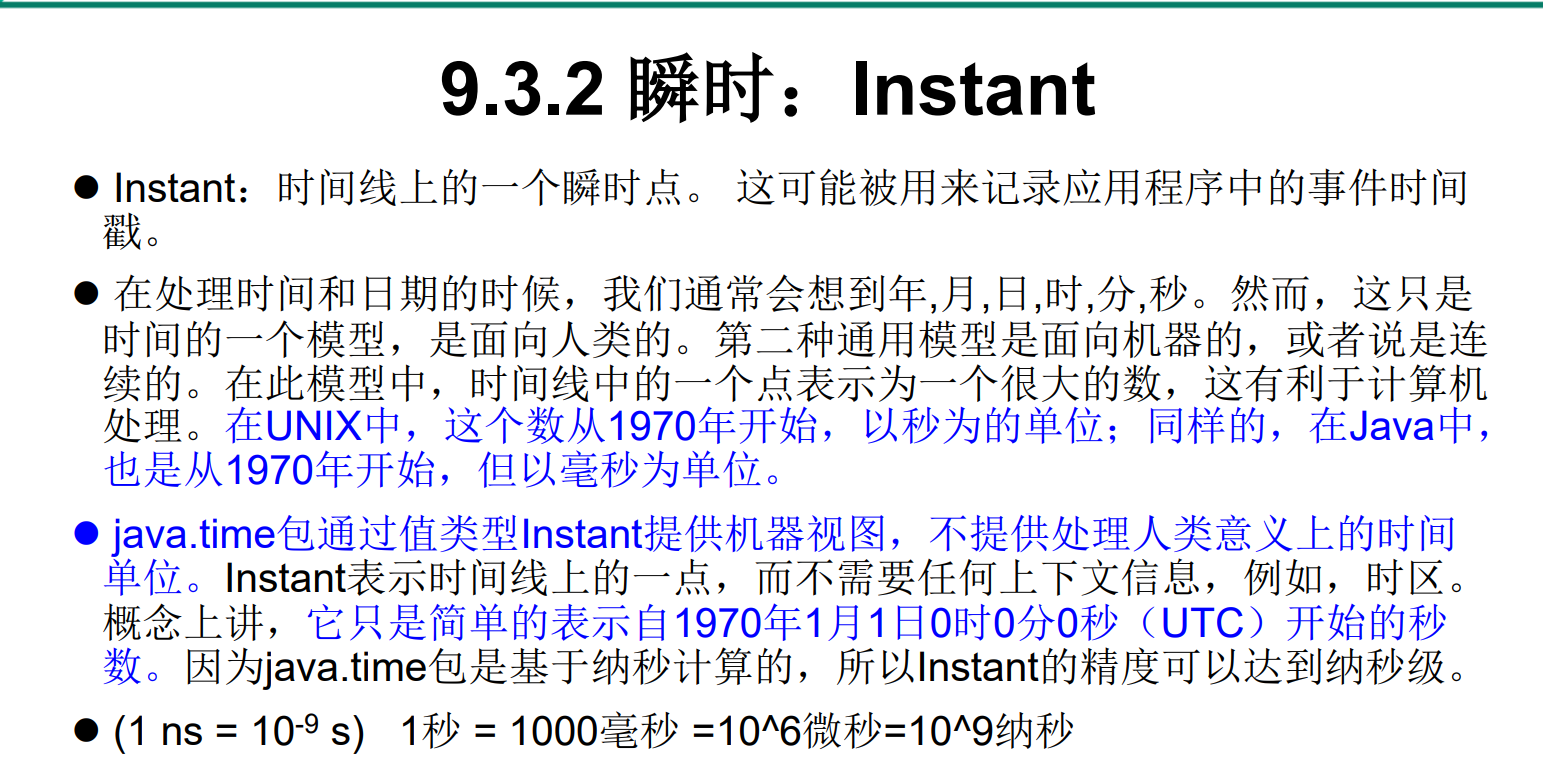 9.3.2 瞬时：Instant
● Instant：时间线上的一个瞬时点。 这可能被用来记录应用程序中的事件时间
戳。
● 在处理时间和日期的时候，我们通常会想到年,月,日,时,分,秒。然而，这只是
时间的一个模型，是面向人类的。第二种通用模型是面向机器的，或者说是连
续的。在此模型中，时间线中的一个点表示为一个很大的数，这有利于计算机
处理。在UNIX中，这个数从1970年开始，以秒为的单位；同样的，在Java中，
也是从1970年开始，但以毫秒为单位。
● java.time包通过值类型Instant提供机器视图，不提供处理人类意义上的时间
单位。Instant表示时间线上的一点，而不需要任何上下文信息，例如，时区。
概念上讲，它只是简单的表示自1970年1月1日0时0分0秒（UTC）开始的秒
数。因为java.time包是基于纳秒计算的，所以Instant的精度可以达到纳秒级。
● (1 ns = 10⁻⁹ s) 1秒 = 1000毫秒 =10^6微秒=10^9纳秒